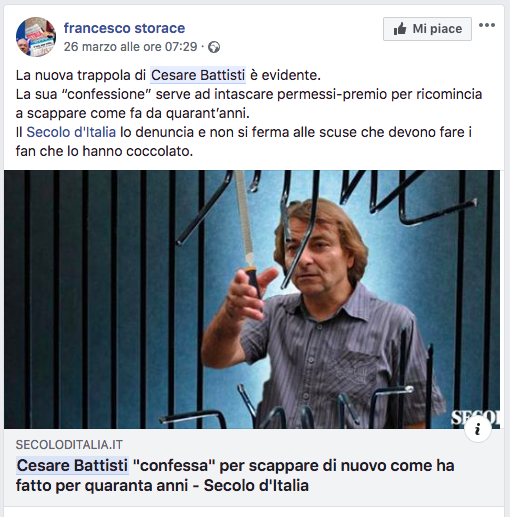 francesco storace
Mi piace
26 marzo alle ore 07:29 ·
La nuova trappola di Cesare Battisti è evidente.
La sua “confessione” serve ad intascare permessi-premio per ricomincia
a scappare come fa da quarant’anni.
Il Secolo d'Italia lo denuncia e non si ferma alle scuse che devono fare i
fan che lo hanno coccolato.
SECOLODITALIA.IT
Cesare Battisti "confessa" per scappare di nuovo come ha
fatto per quaranta anni - Secolo d'Italia